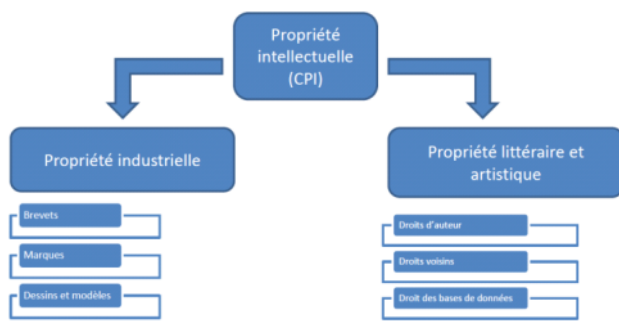 Propriété
intellectuelle
(CPI)
Propriété industrielle
Brevets
Marques
Dessins et modèles
Propriété littéraire et
artistique
Droits d'auteur
Droits voisins
Droit des bases de données